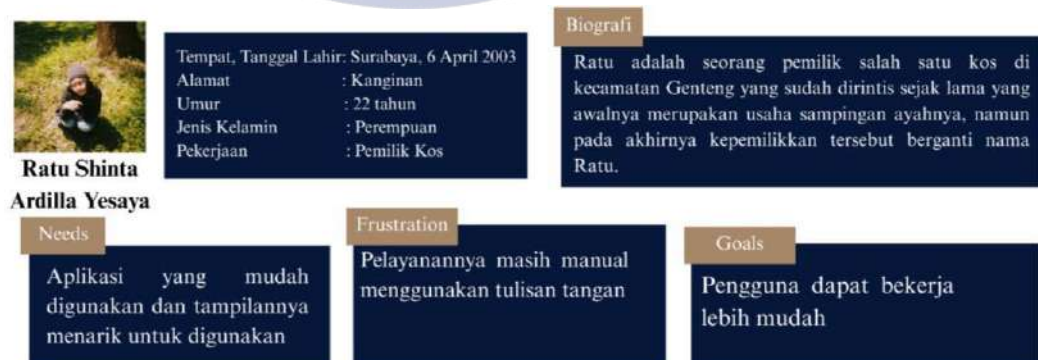 Ratu Shinta
Ardilla Yesaya
Tempat, Tanggal Lahir: Surabaya, 6 April 2003
Alamat : Kanginan
Umur : 22 tahun
Jenis Kelamin : Perempuan
Pekerjaan : Pemilik Kos
Biografi
Ratu adalah seorang pemilik salah satu kos di
kecamatan Genteng yang sudah dirintis sejak lama yang
awalnya merupakan usaha sampingan ayahnya, namun
pada akhirnya kepemilikkan tersebut berganti nama
Ratu.
Needs
Aplikasi yang mudah
digunakan dan tampilannya
menarik untuk digunakan
Frustration
Pelayanannya masih manual
menggunakan tulisan tangan
Goals
Pengguna dapat bekerja
lebih mudah